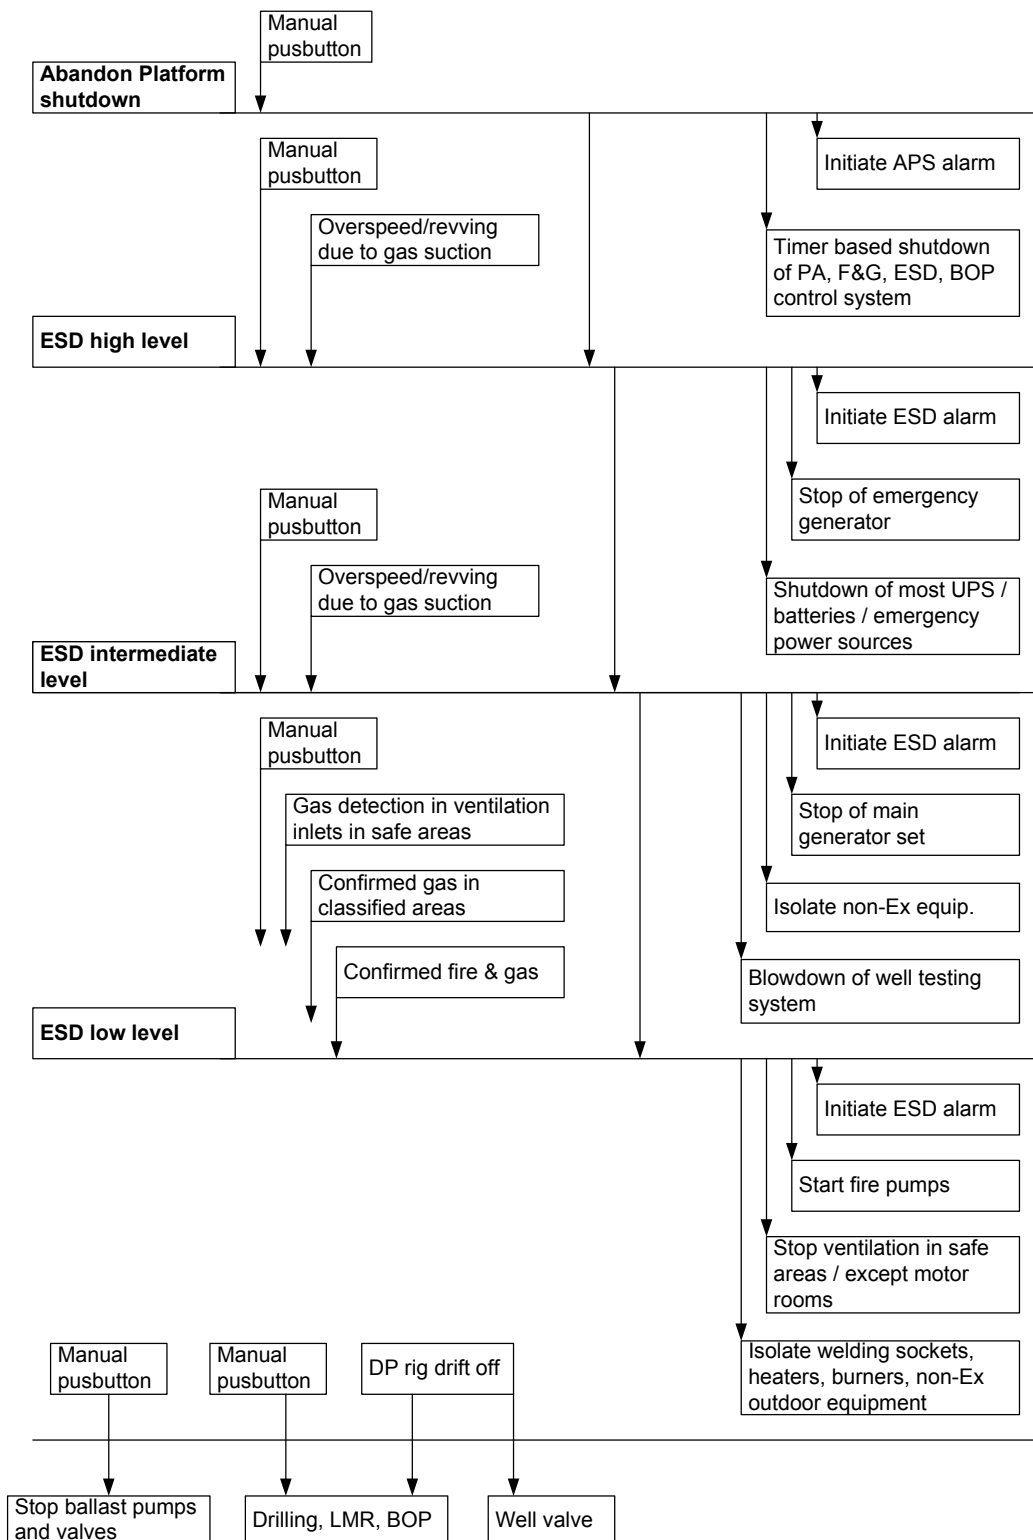 Manual
pusbutton
Abandon Platform
shutdown
Manual
pusbutton
Initiate APS alarm
Overspeed/revving
due to gas suction
Timer based shutdown
of PA, F&G, ESD, BOP
control system
ESD high level
Initiate ESD alarm
Stop of emergency
generator
Manual
pusbutton
Overspeed/revving
due to gas suction
Shutdown of most UPS /
batteries / emergency
power sources
ESD intermediate
level
Manual
pusbutton
Initiate ESD alarm
Gas detection in ventilation
inlets in safe areas
Stop of main
generator set
Confirmed gas in
classified areas
Isolate non-Ex equip.
Confirmed fire & gas
Blowdown of well testing
system
ESD low level
Initiate ESD alarm
Start fire pumps
Stop ventilation in safe
areas / except motor
rooms
Isolate welding sockets,
heaters, burners, non-Ex
outdoor equipment
Manual
pusbutton
Manual
pusbutton
DP rig drift off
Stop ballast pumps
and valves
Drilling, LMR, BOP
Well valve